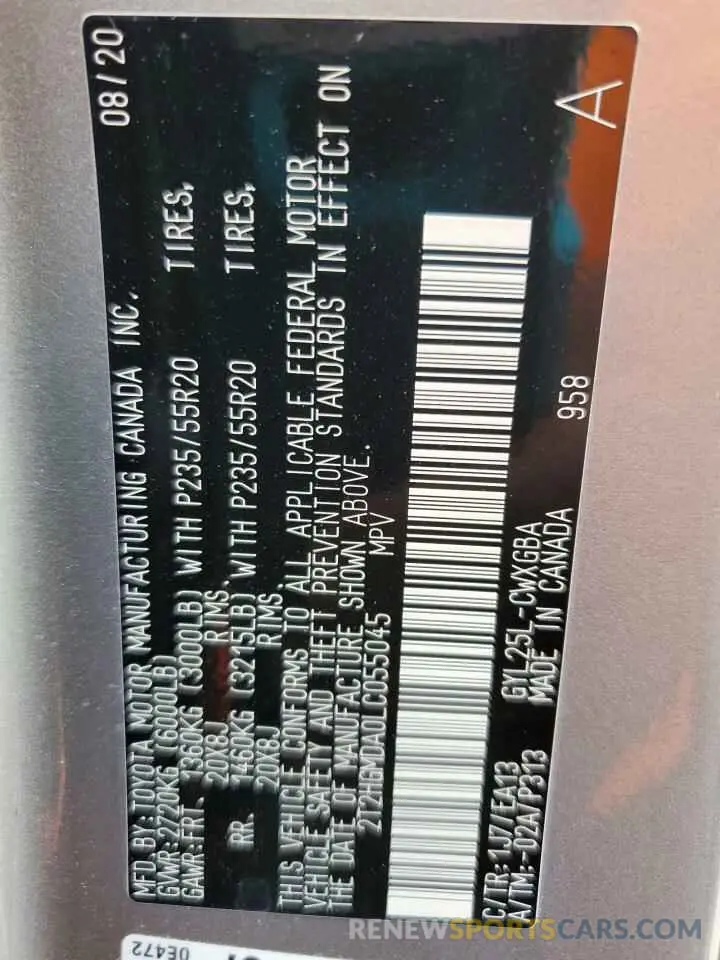 MFD. BY: TOYOTA MOTOR MANUFACTURING CANADA INC. 08/20
GVWR: 2720KG (6000LB)
GAWR: FRT. 1360KG (3000LB) WITH P235/55R20 TIRES,
20X8J RIMS.
RR. 1460KG (3215LB) WITH P235/55R20 TIRES,
20X8J RIMS.
THIS VEHICLE CONFORMS TO ALL APPLICABLE FEDERAL MOTOR
VEHICLE SAFETY AND THEFT PREVENTION STANDARDS IN EFFECT ON
THE DATE OF MANUFACTURE SHOWN ABOVE.
2T2HGMDA0LC055045 MPV
C/TR: 1J7/EA13 GYL25L-CWXGBA 958 A
A/TM:-02A/P313 MADE IN CANADA
0E472
RENEWSPORTSCARS.COM